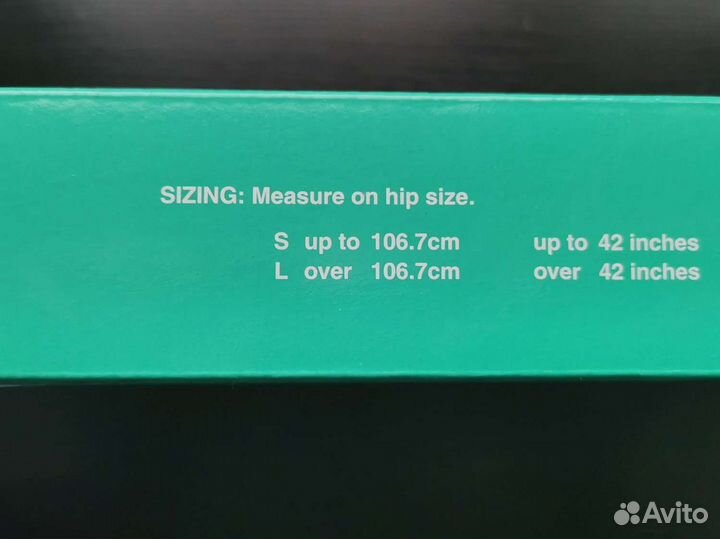 SIZING: Measure on hip size.
S up to 106.7cm up to 42 inches
L over 106.7cm over 42 inches
Avito